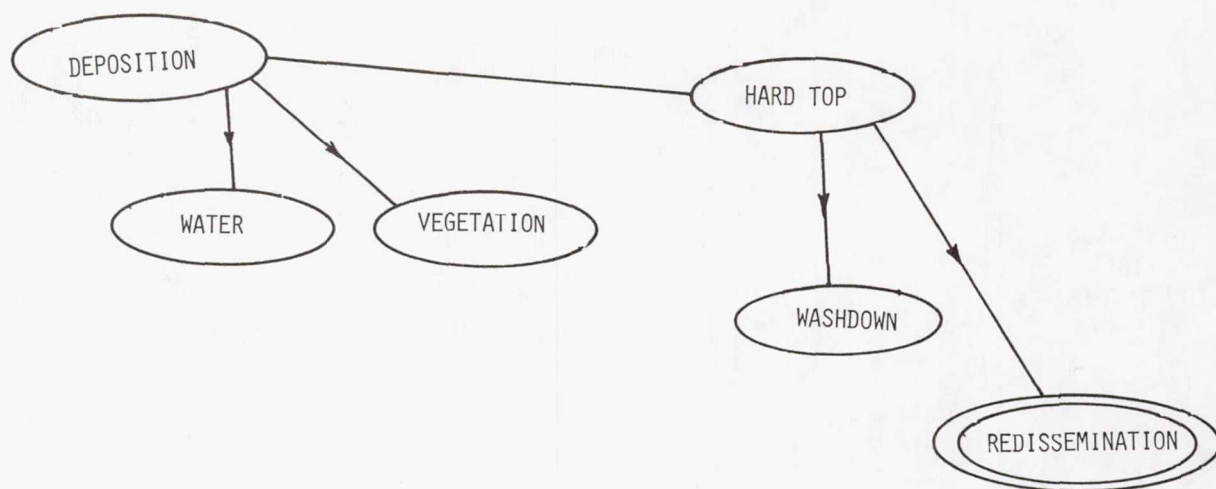 DEPOSITION
HARD TOP
WATER
VEGETATION
WASHDOWN
REDISSEMINATION